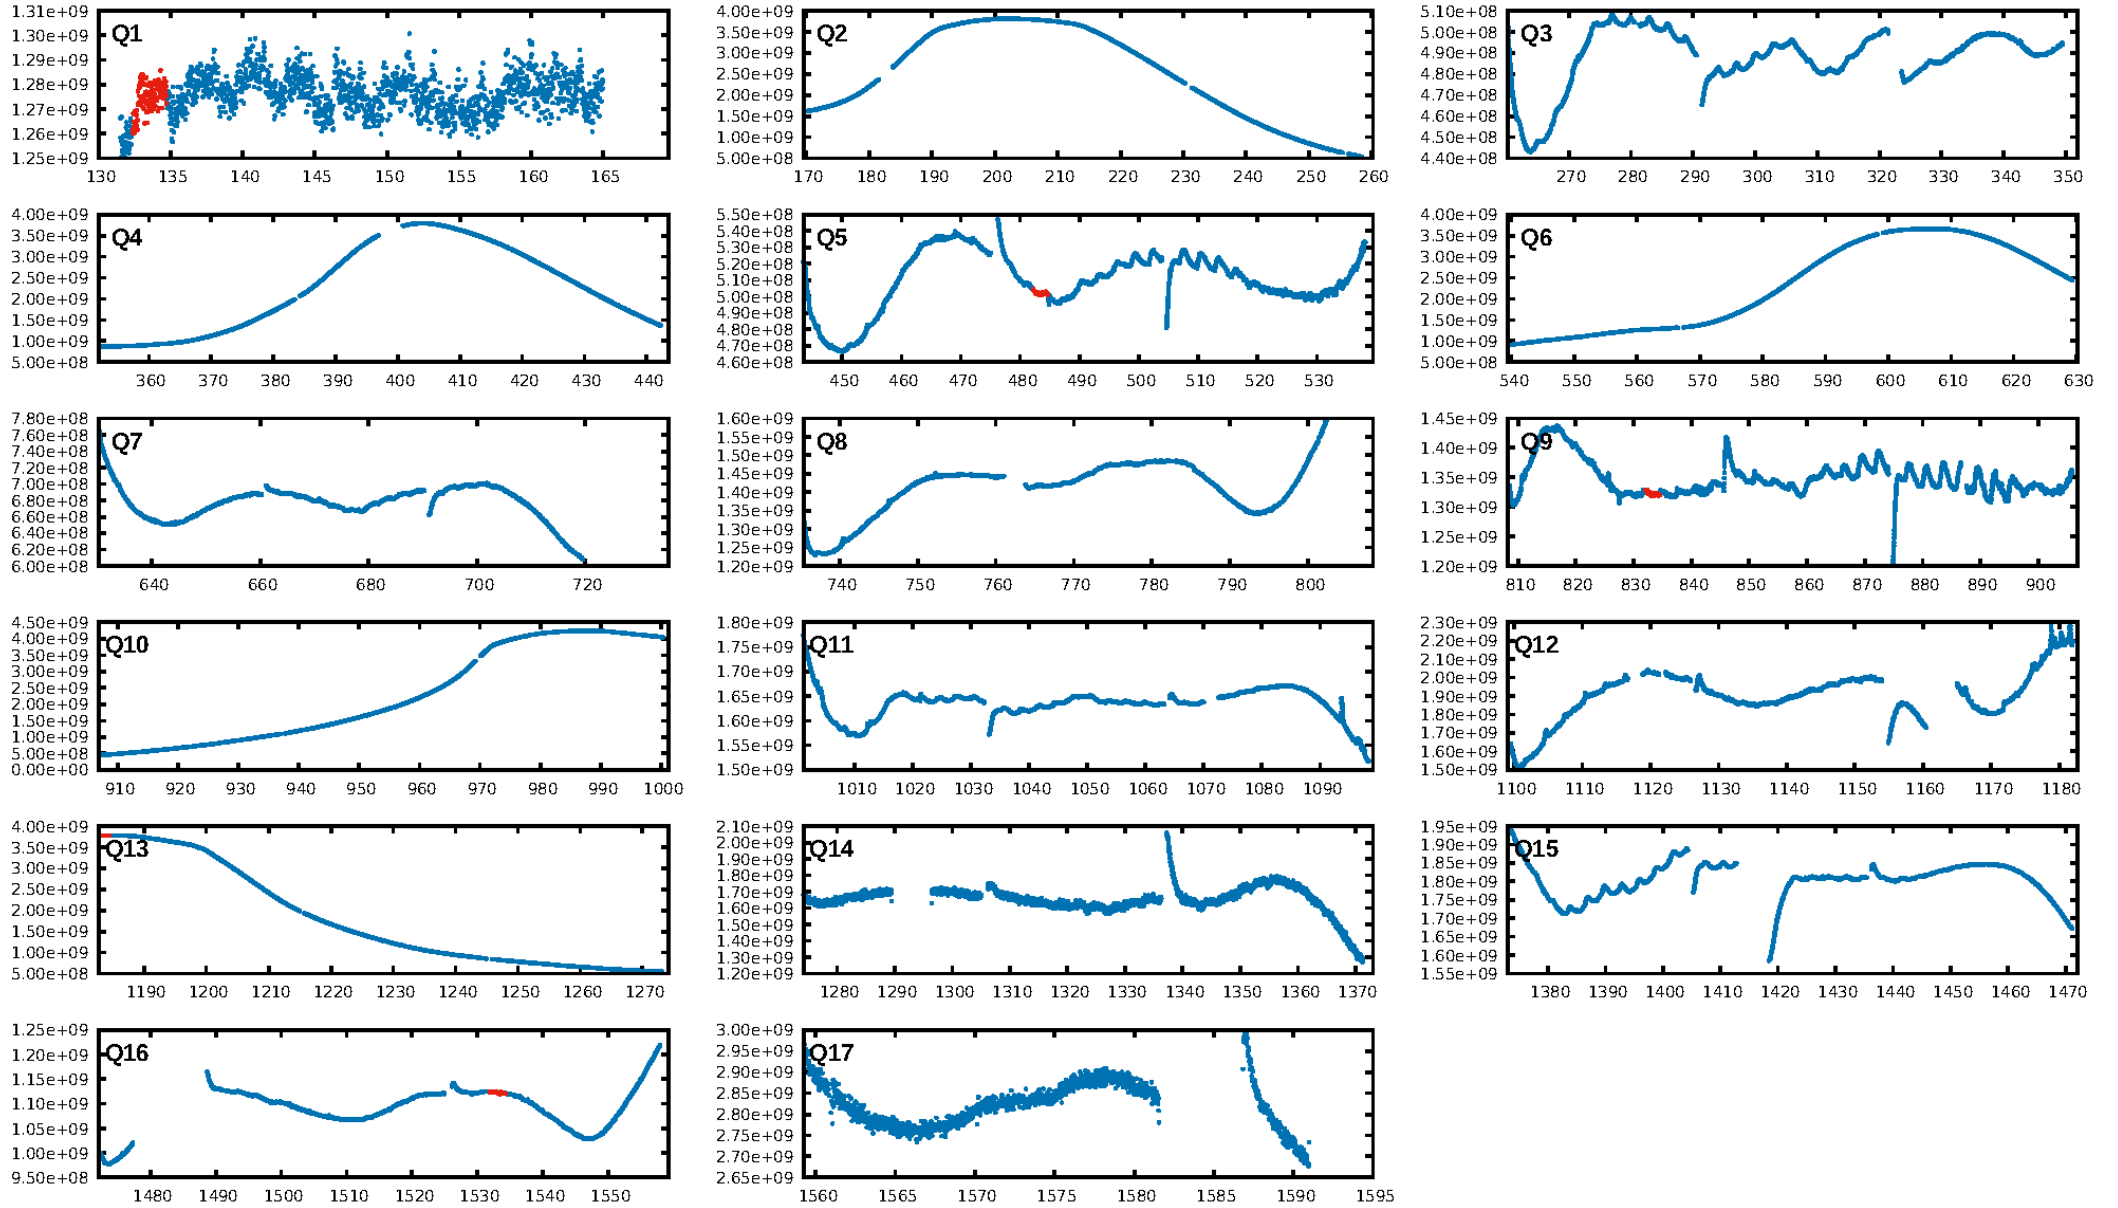 Q1
1.31e+09
1.30e+09
1.29e+09
1.28e+09
1.27e+09
1.26e+09
1.25e+09
130 135 140 145 150 155 160 165
Q2
4.00e+09
3.50e+09
3.00e+09
2.50e+09
2.00e+09
1.50e+09
1.00e+09
5.00e+08
170 180 190 200 210 220 230 240 250 260
Q3
5.10e+08
5.00e+08
4.90e+08
4.80e+08
4.70e+08
4.60e+08
4.50e+08
4.40e+08
270 280 290 300 310 320 330 340 350
Q4
4.00e+09
3.50e+09
3.00e+09
2.50e+09
2.00e+09
1.50e+09
1.00e+09
5.00e+08
360 370 380 390 400 410 420 430 440
Q5
5.50e+08
5.40e+08
5.30e+08
5.20e+08
5.10e+08
5.00e+08
4.90e+08
4.80e+08
4.70e+08
4.60e+08
450 460 470 480 490 500 510 520 530
Q6
4.00e+09
3.50e+09
3.00e+09
2.50e+09
2.00e+09
1.50e+09
1.00e+09
5.00e+08
540 550 560 570 580 590 600 610 620 630
Q7
7.80e+08
7.60e+08
7.40e+08
7.20e+08
7.00e+08
6.80e+08
6.60e+08
6.40e+08
6.20e+08
6.00e+08
640 660 680 700 720
Q8
1.60e+09
1.55e+09
1.50e+09
1.45e+09
1.40e+09
1.35e+09
1.30e+09
1.25e+09
1.20e+09
740 750 760 770 780 790 800
Q9
1.45e+09
1.40e+09
1.35e+09
1.30e+09
1.25e+09
1.20e+09
810 820 830 840 850 860 870 880 890 900
Q10
4.50e+09
4.00e+09
3.50e+09
3.00e+09
2.50e+09
2.00e+09
1.50e+09
1.00e+09
5.00e+08
0.00e+00
910 920 930 940 950 960 970 980 990 1000
Q11
1.80e+09
1.75e+09
1.70e+09
1.65e+09
1.60e+09
1.55e+09
1.50e+09
1010 1020 1030 1040 1050 1060 1070 1080 1090
Q12
2.30e+09
2.20e+09
2.10e+09
2.00e+09
1.90e+09
1.80e+09
1.70e+09
1.60e+09
1.50e+09
1100 1110 1120 1130 1140 1150 1160 1170 1180
Q13
4.00e+09
3.50e+09
3.00e+09
2.50e+09
2.00e+09
1.50e+09
1.00e+09
5.00e+08
1190 1200 1210 1220 1230 1240 1250 1260 1270
Q14
2.10e+09
2.00e+09
1.90e+09
1.80e+09
1.70e+09
1.60e+09
1.50e+09
1.40e+09
1.30e+09
1.20e+09
1280 1290 1300 1310 1320 1330 1340 1350 1360 1370
Q15
1.95e+09
1.90e+09
1.85e+09
1.80e+09
1.75e+09
1.70e+09
1.65e+09
1.60e+09
1.55e+09
1380 1390 1400 1410 1420 1430 1440 1450 1460 1470
Q16
1.25e+09
1.20e+09
1.15e+09
1.10e+09
1.05e+09
1.00e+09
9.50e+08
1480 1490 1500 1510 1520 1530 1540 1550
Q17
3.00e+09
2.95e+09
2.90e+09
2.85e+09
2.80e+09
2.75e+09
2.70e+09
2.65e+09
1560 1565 1570 1575 1580 1585 1590 1595